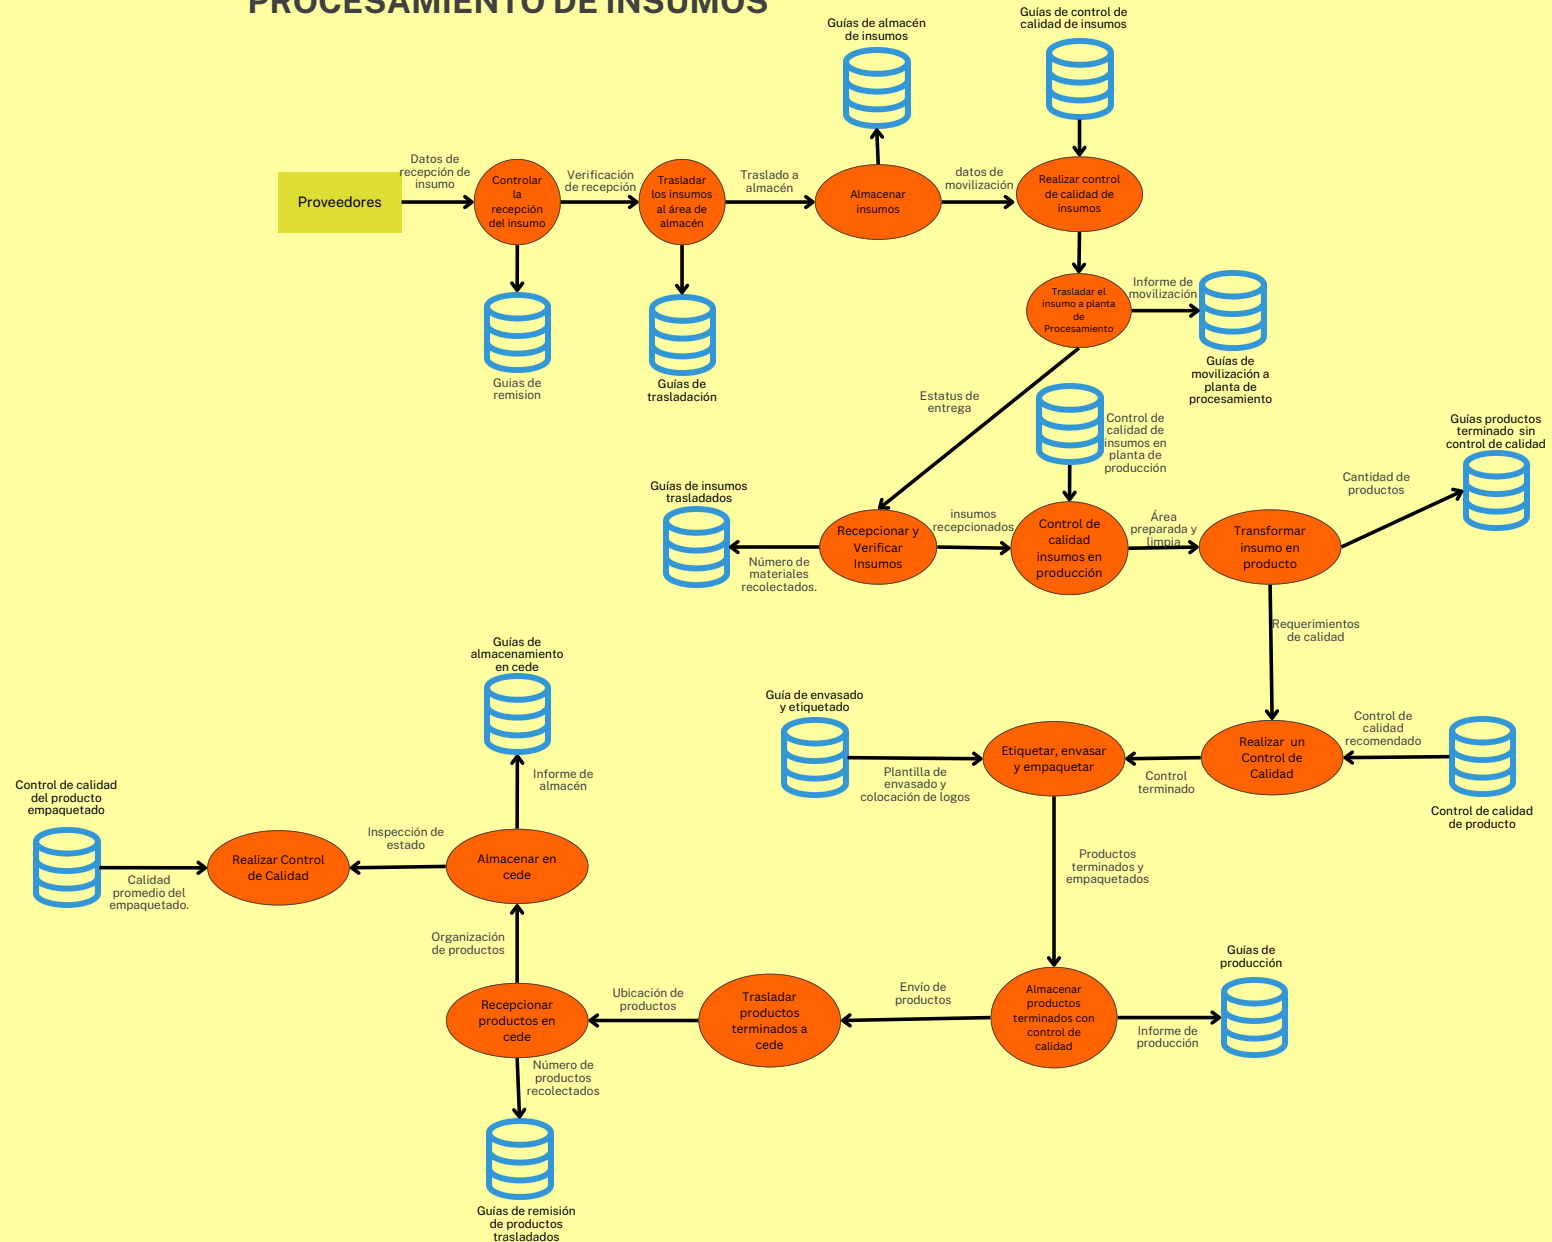 PROCESAMIENTO DE INSUMOS
Guías de almacén
de insumos
Guías de control de
calidad de insumos
Proveedores
Datos de
recepción de
insumo
Controlar
la
recepción
del insumo
Verificación
de recepción
Trasladar
los insumos
al área de
almacén
Traslado a
almacén
Almacenar
insumos
datos de
movilización
Realizar control
de calidad de
insumos
Guias de
remision
Guías de
trasladación
Trasladar el
insumo a planta
de
Procesamiento
Informe de
movilización
Guías de
movilización a
planta de
procesamiento
Estatus de
entrega
Control de
calidad de
insumos en
planta de
producción
Guías productos
terminado sin
control de calidad
Cantidad de
productos
Guías de insumos
trasladados
Número de
materiales
recolectados.
Recepcionar y
Verificar
Insumos
insumos
recepcionados
Control de
calidad
insumos en
producción
Área
preparada y
limpia
Transformar
insumo en
producto
Requerimientos
de calidad
Guía de envasado
y etiquetado
Plantilla de
envasado y
colocación de logos
Etiquetar, envasar
y empaquetar
Control
terminado
Realizar un
Control de
Calidad
Control de
calidad
recomendado
Control de calidad
de producto
Guías de
almacenamiento
en cede
Informe de
almacén
Control de calidad
del producto
empaquetado
Calidad
promedio del
empaquetado.
Realizar Control
de Calidad
Inspección de
estado
Almacenar en
cede
Productos
terminados y
empaquetados
Organización
de productos
Recepcionar
productos en
cede
Ubicación de
productos
Trasladar
productos
terminados a
cede
Envío de
productos
Almacenar
productos
terminados con
control de
calidad
Informe de
producción
Guías de
producción
Número de
productos
recolectados
Guías de remisión
de productos
trasladados